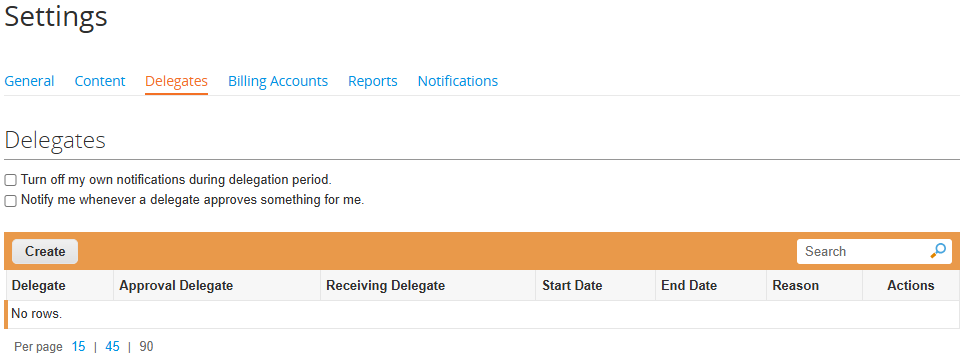 Settings
General Content Delegates Billing Accounts Reports Notifications
Delegates
Turn off my own notifications during delegation period.
Notify me whenever a delegate approves something for me.
Create Search
Delegate Approval Delegate Receiving Delegate Start Date End Date Reason Actions
No rows.
Per page 15 | 45 | 90